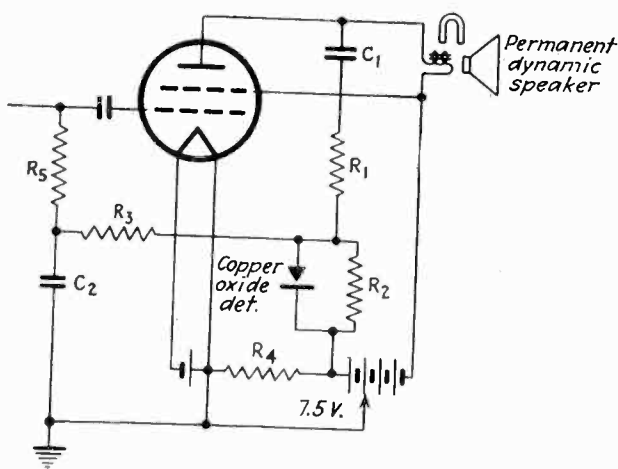 C1
Permanent
dynamic
speaker
R5
R1
R3
Copper
oxide
det.
R2
C2
R4
7.5 V.